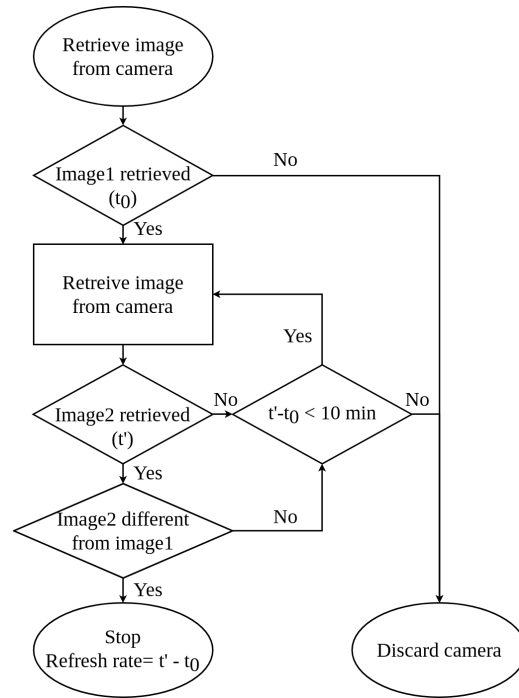 Retrieve image
from camera
Image1 retrieved
(t0)
No
Yes
Retreive image
from camera
Yes
Image2 retrieved
(t')
No
t'-t0 < 10 min
No
Yes
Image2 different
from image1
No
Yes
Stop
Refresh rate= t' - t0
Discard camera